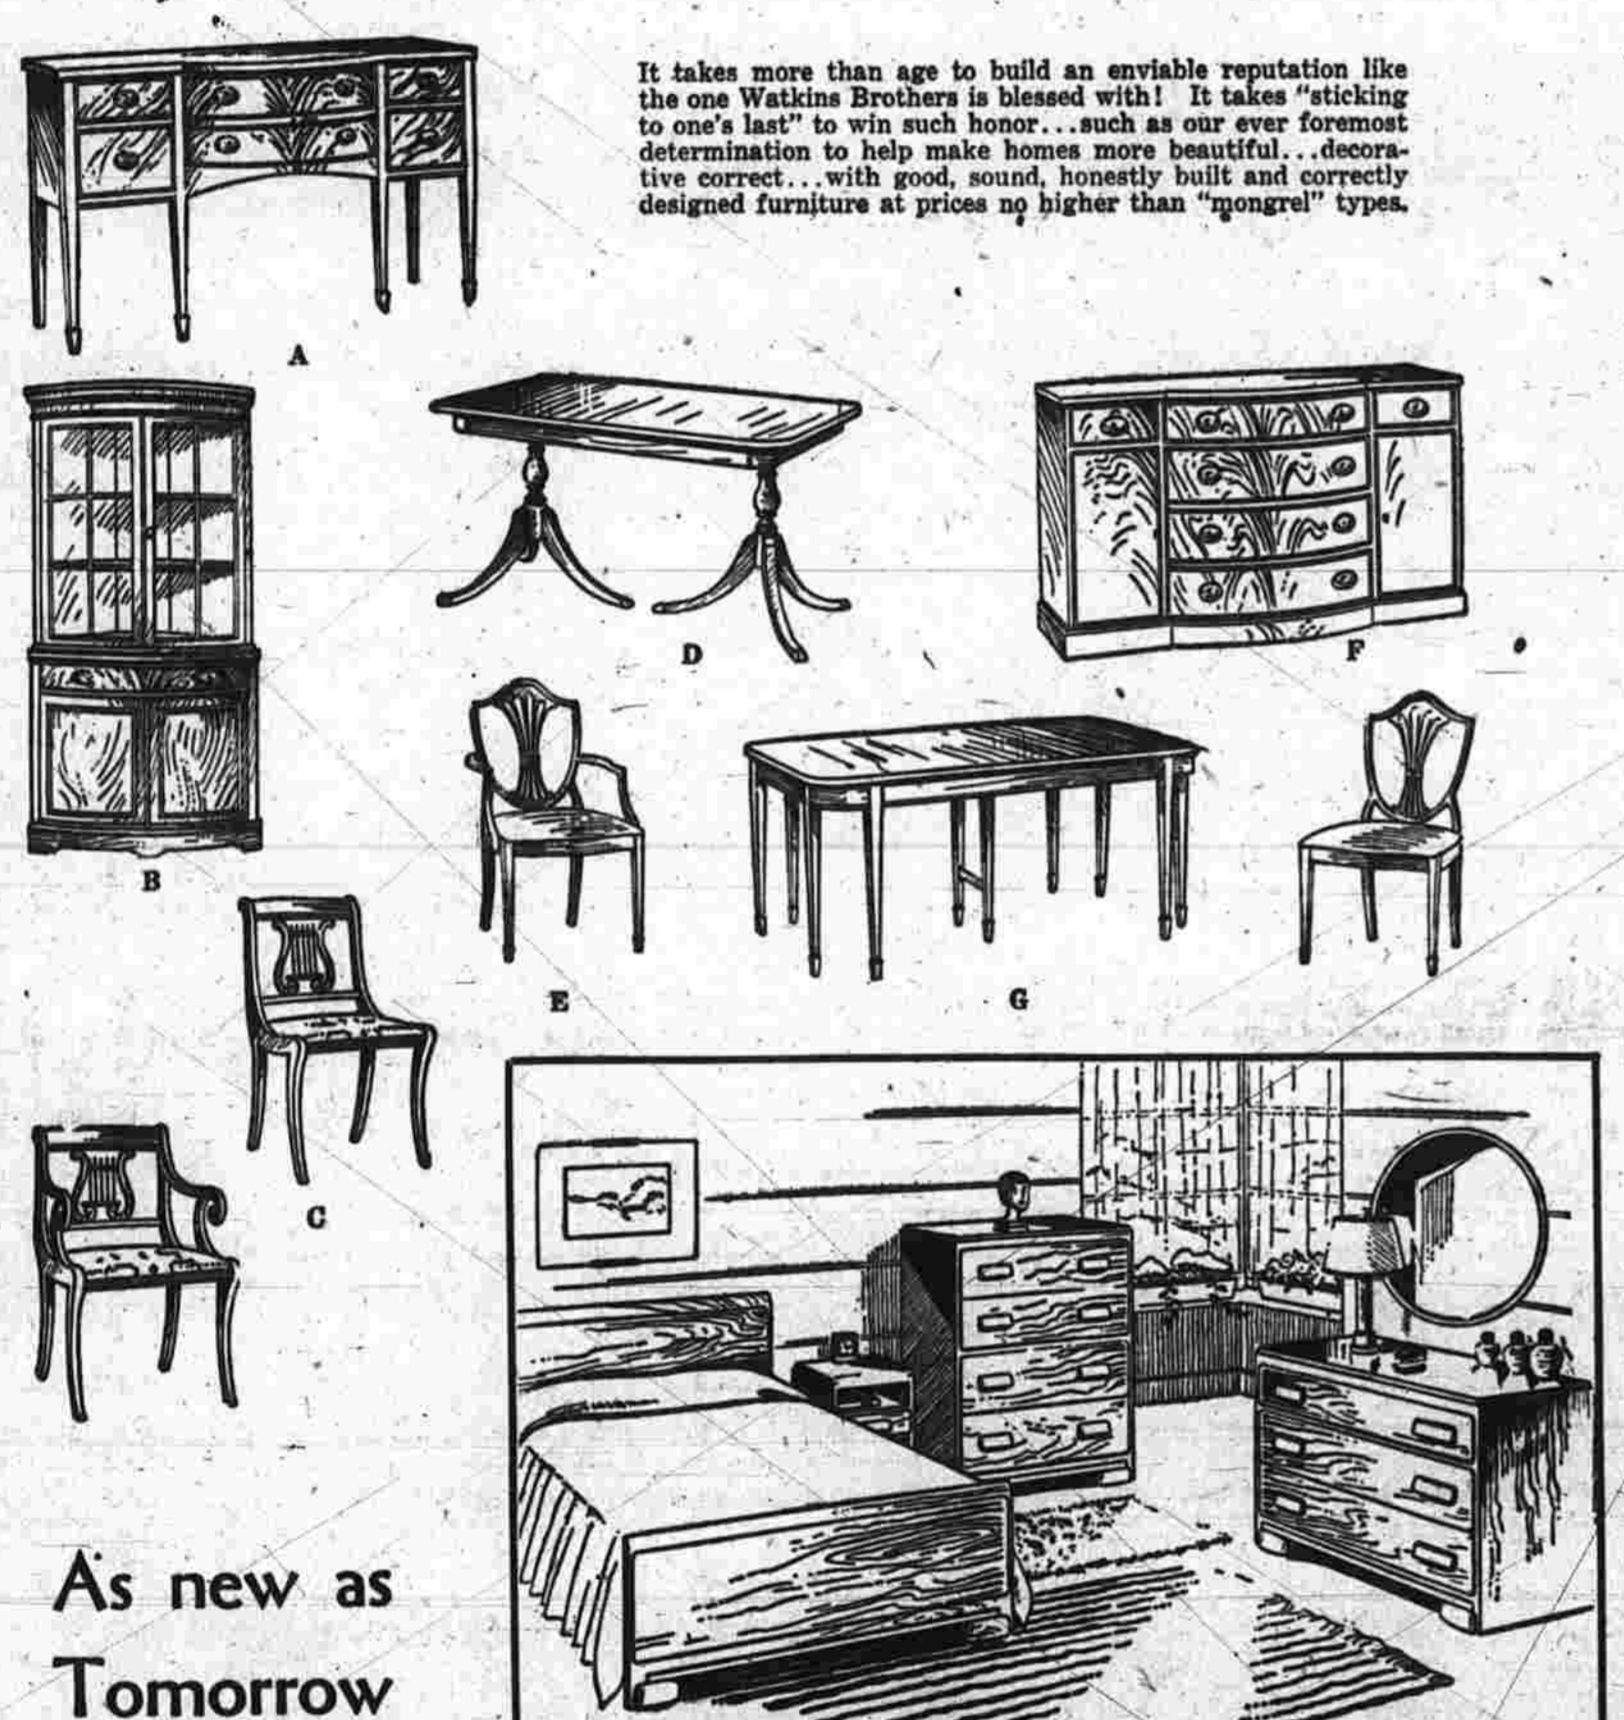 It takes more than age to build an enviable reputation like
the one Watkins Brothers is blessed with! It takes "sticking
to one's last" to win such honor...such as our ever foremost
determination to help make homes more beautiful...decora-
tive correct...with good, sound, honestly built and correctly
designed furniture at prices no higher than "mongrel" types.
A
D
F
B
E
G
C
As new as
Tomorrow